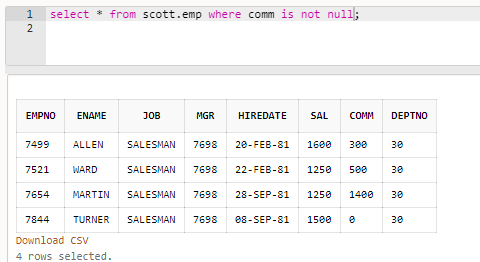 1 select * from scott.emp where comm is not null;
2
EMPNO ENAME JOB MGR HIREDATE SAL COMM DEPTNO
7499 ALLEN SALESMAN 7698 20-FEB-81 1600 300 30
7521 WARD SALESMAN 7698 22-FEB-81 1250 500 30
7654 MARTIN SALESMAN 7698 28-SEP-81 1250 1400 30
7844 TURNER SALESMAN 7698 08-SEP-81 1500 0 30
Download CSV
4 rows selected.